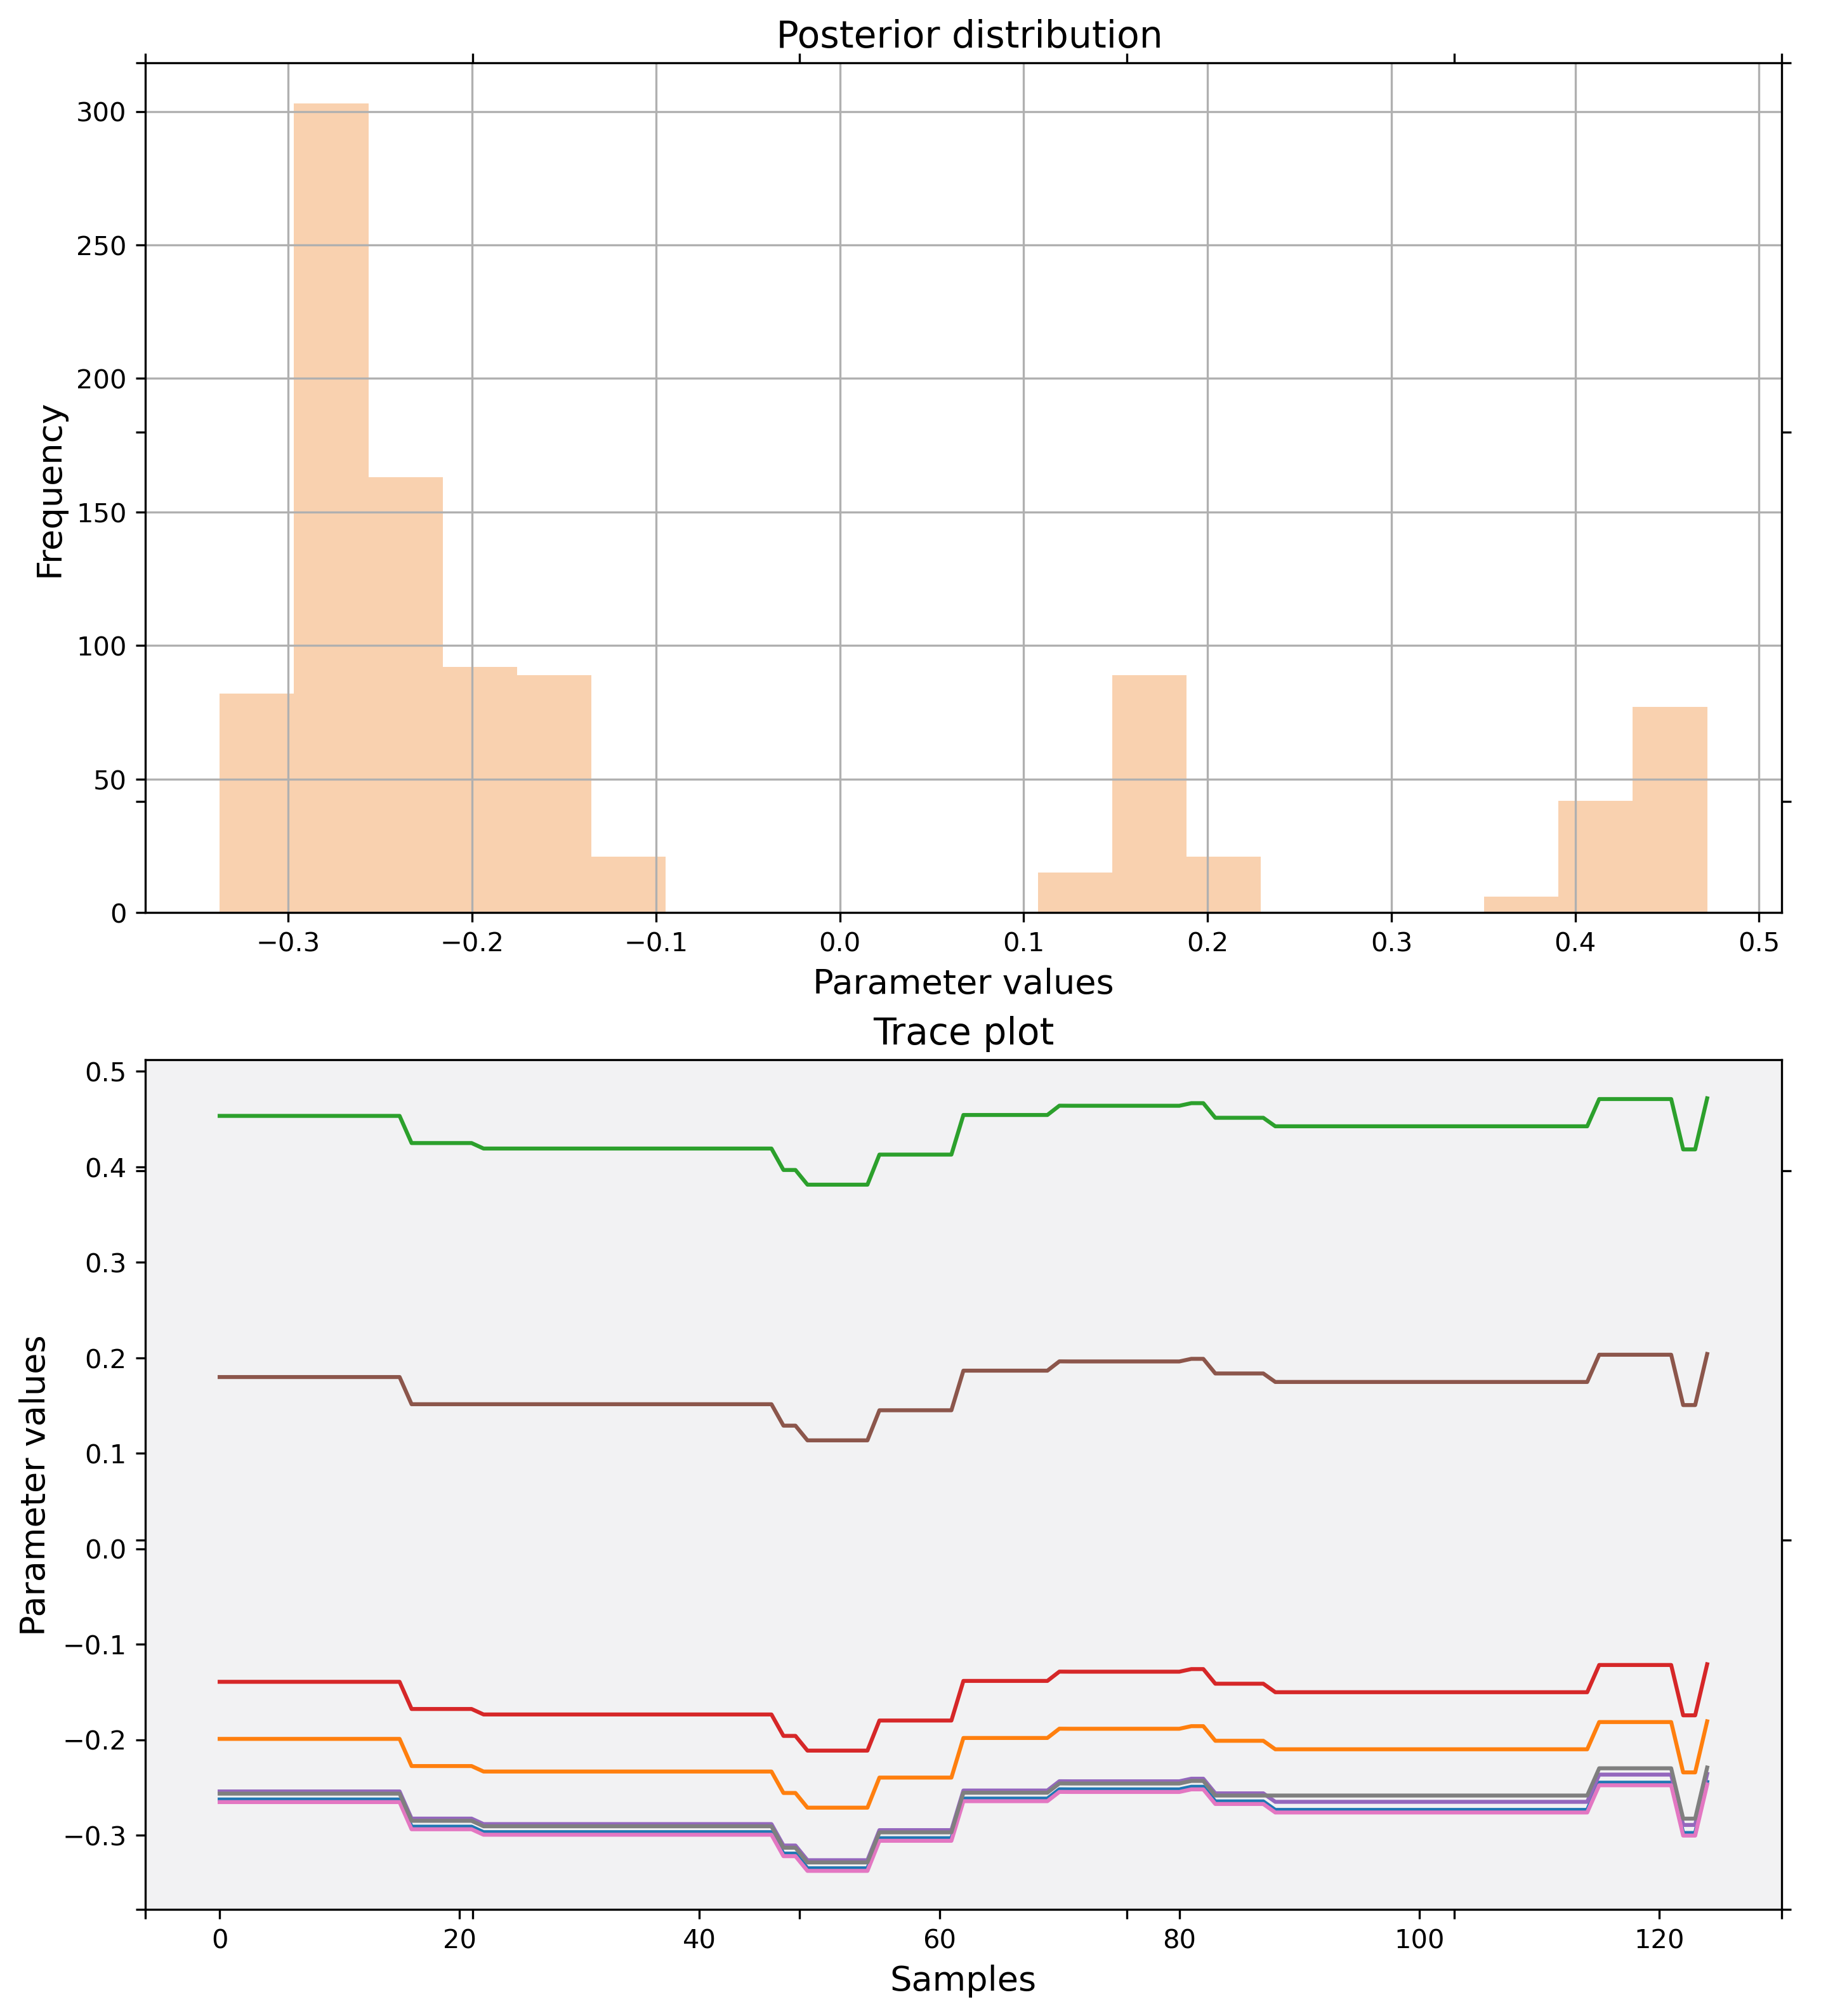 Posterior distribution
300
250
200
150
100
50
0
Frequency
−0.3 −0.2 −0.1 0.0 0.1 0.2 0.3 0.4 0.5
Parameter values
Trace plot
0.5
0.4
0.3
0.2
0.1
0.0
−0.1
−0.2
−0.3
Parameter values
0 20 40 60 80 100 120
Samples